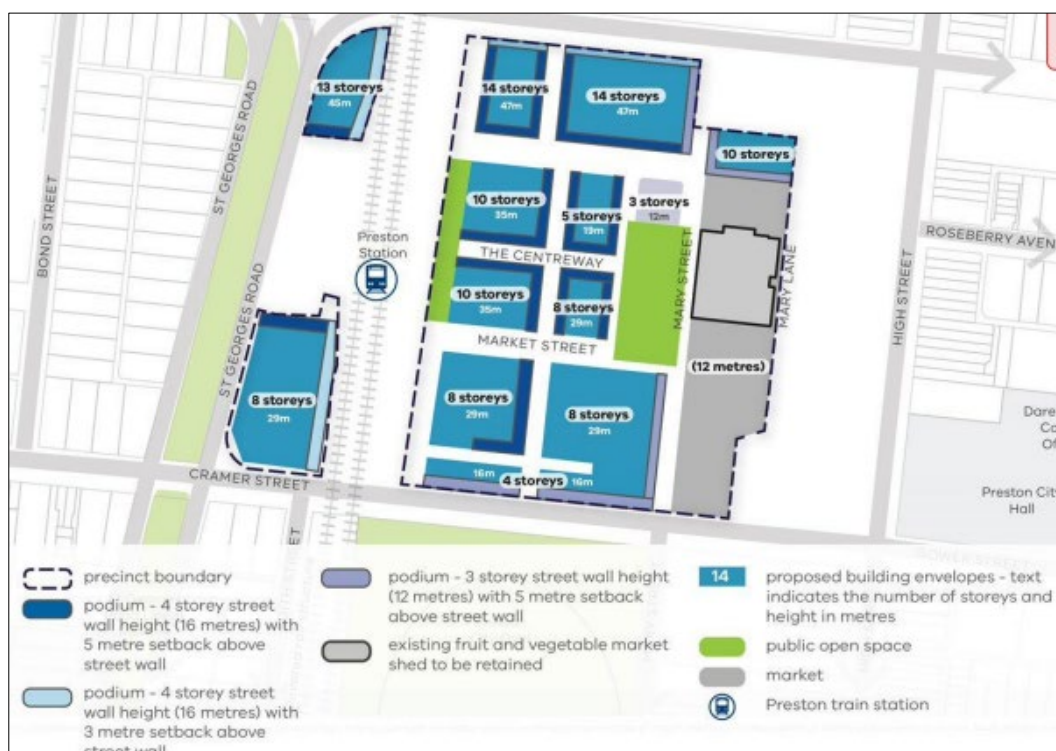 13 storeys
45m
14 storeys
47m
14 storeys
47m
10 storeys
ST GEORGES ROAD
BOND STREET
Preston
Station
10 storeys
35m
5 storeys
19m
3 storeys
12m
THE CENTREWAY
10 storeys
35m
8 storeys
29m
MARKET STREET
MARY STREET
MARY LANE
HIGH STREET
ROSEBERRY AVEN
ST GEORGES ROAD
8 storeys
29m
8 storeys
29m
8 storeys
29m
(12 metres)
16m
4 storeys
16m
CRAMER STREET
Dare
Co
Of
Preston City
Hall
GOWER STREET
STREET
precinct boundary
podium - 4 storey street
wall height (16 metres) with
5 metre setback above
street wall
podium - 4 storey street
wall height (16 metres) with
3 metre setback above
street wall
podium - 3 storey street wall height
(12 metres) with 5 metre setback
above street wall
existing fruit and vegetable market
shed to be retained
14
proposed building envelopes - text
indicates the number of storeys and
height in metres
public open space
market
Preston train station